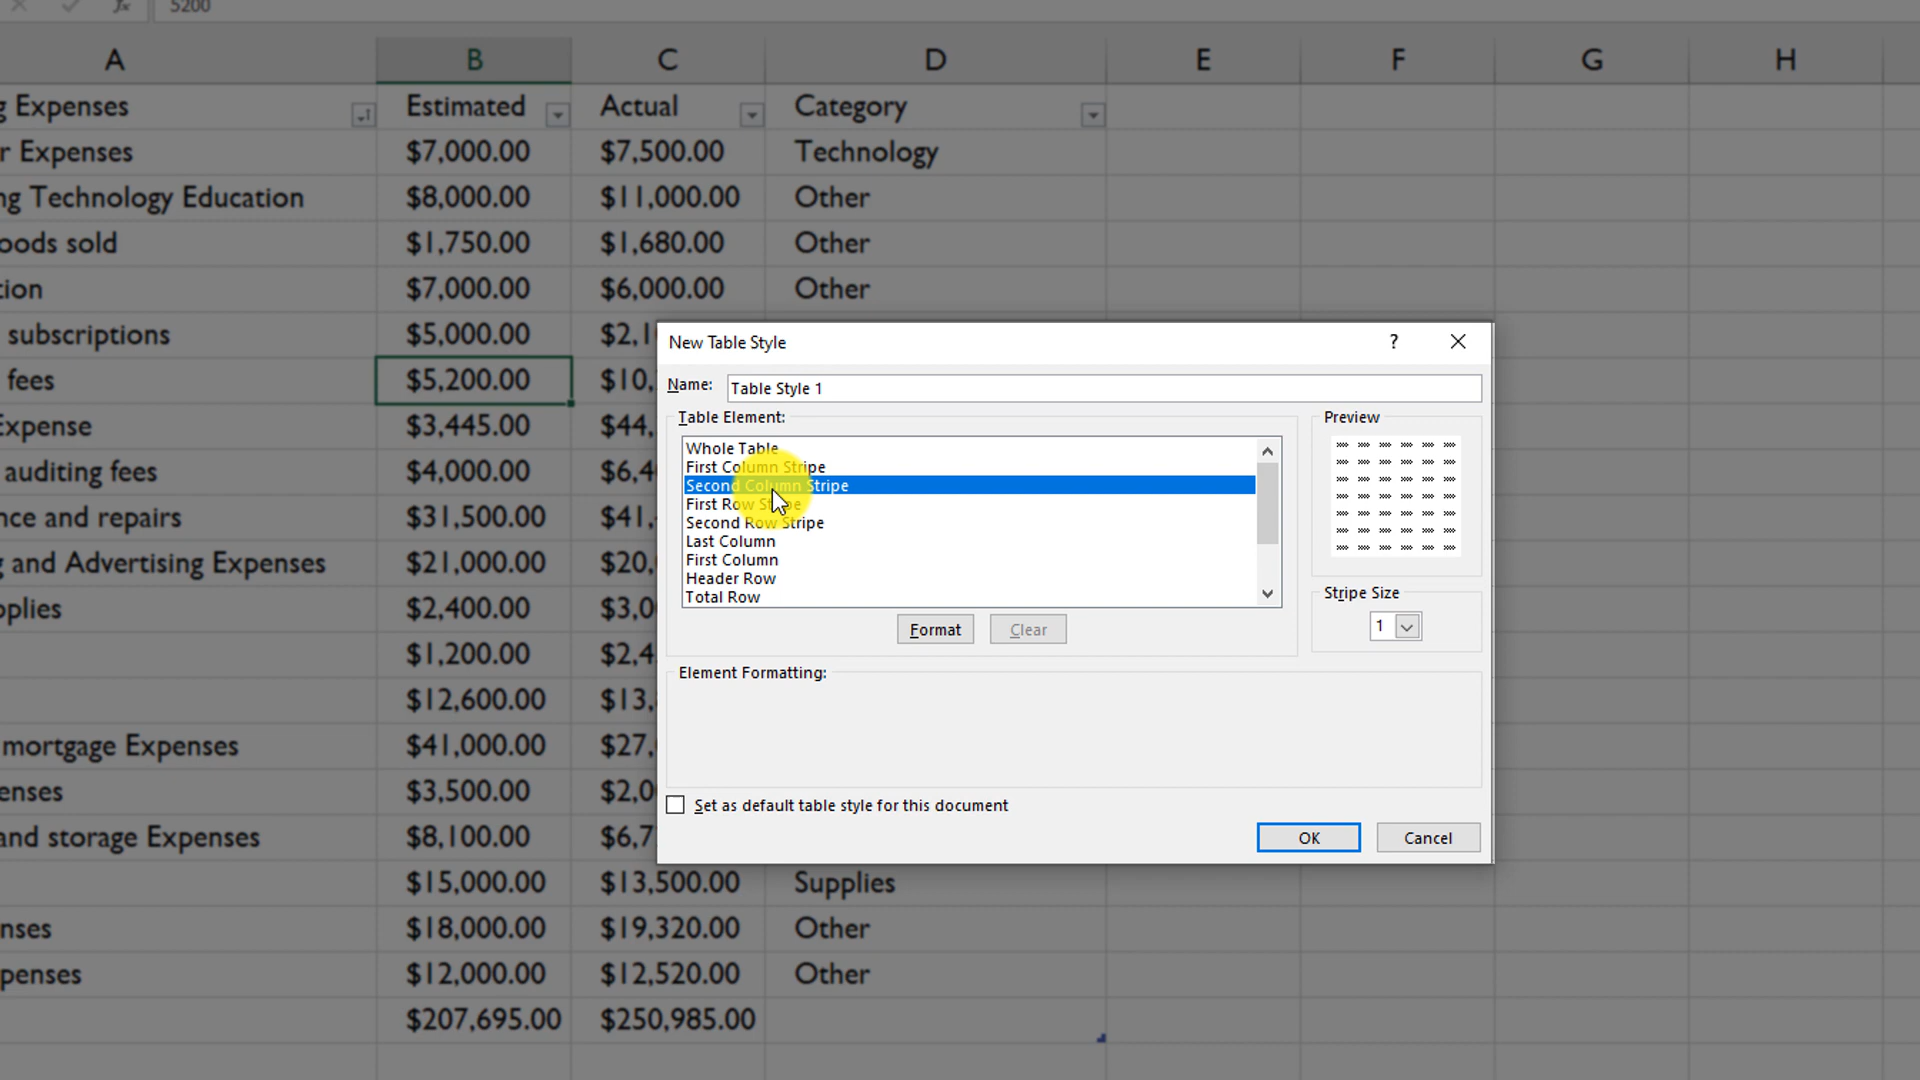 5200
A B C D E F G H
g Expenses Estimated Actual Category
r Expenses $7,000.00 $7,500.00 Technology
ng Technology Education $8,000.00 $11,000.00 Other
oods sold $1,750.00 $1,680.00 Other
tion $7,000.00 $6,000.00 Other
subscriptions $5,000.00 $2,1
fees $5,200.00 $10,
Expense $3,445.00 $44,
auditing fees $4,000.00 $6,4
nce and repairs $31,500.00 $41,
g and Advertising Expenses $21,000.00 $20,
pplies $2,400.00 $3,0
$1,200.00 $2,4
$12,600.00 $13,
mortgage Expenses $41,000.00 $27,
enses $3,500.00 $2,0
and storage Expenses $8,100.00 $6,7
$15,000.00 $13,500.00 Supplies
nses $18,000.00 $19,320.00 Other
penses $12,000.00 $12,520.00 Other
$207,695.00 $250,985.00
New Table Style
?
Name: Table Style 1
Table Element:
Whole Table
First Column Stripe
Second Column Stripe
First Row Stripe
Second Row Stripe
Last Column
First Column
Header Row
Total Row
Format Clear
Preview
Stripe Size
1
Element Formatting:
Set as default table style for this document
OK Cancel